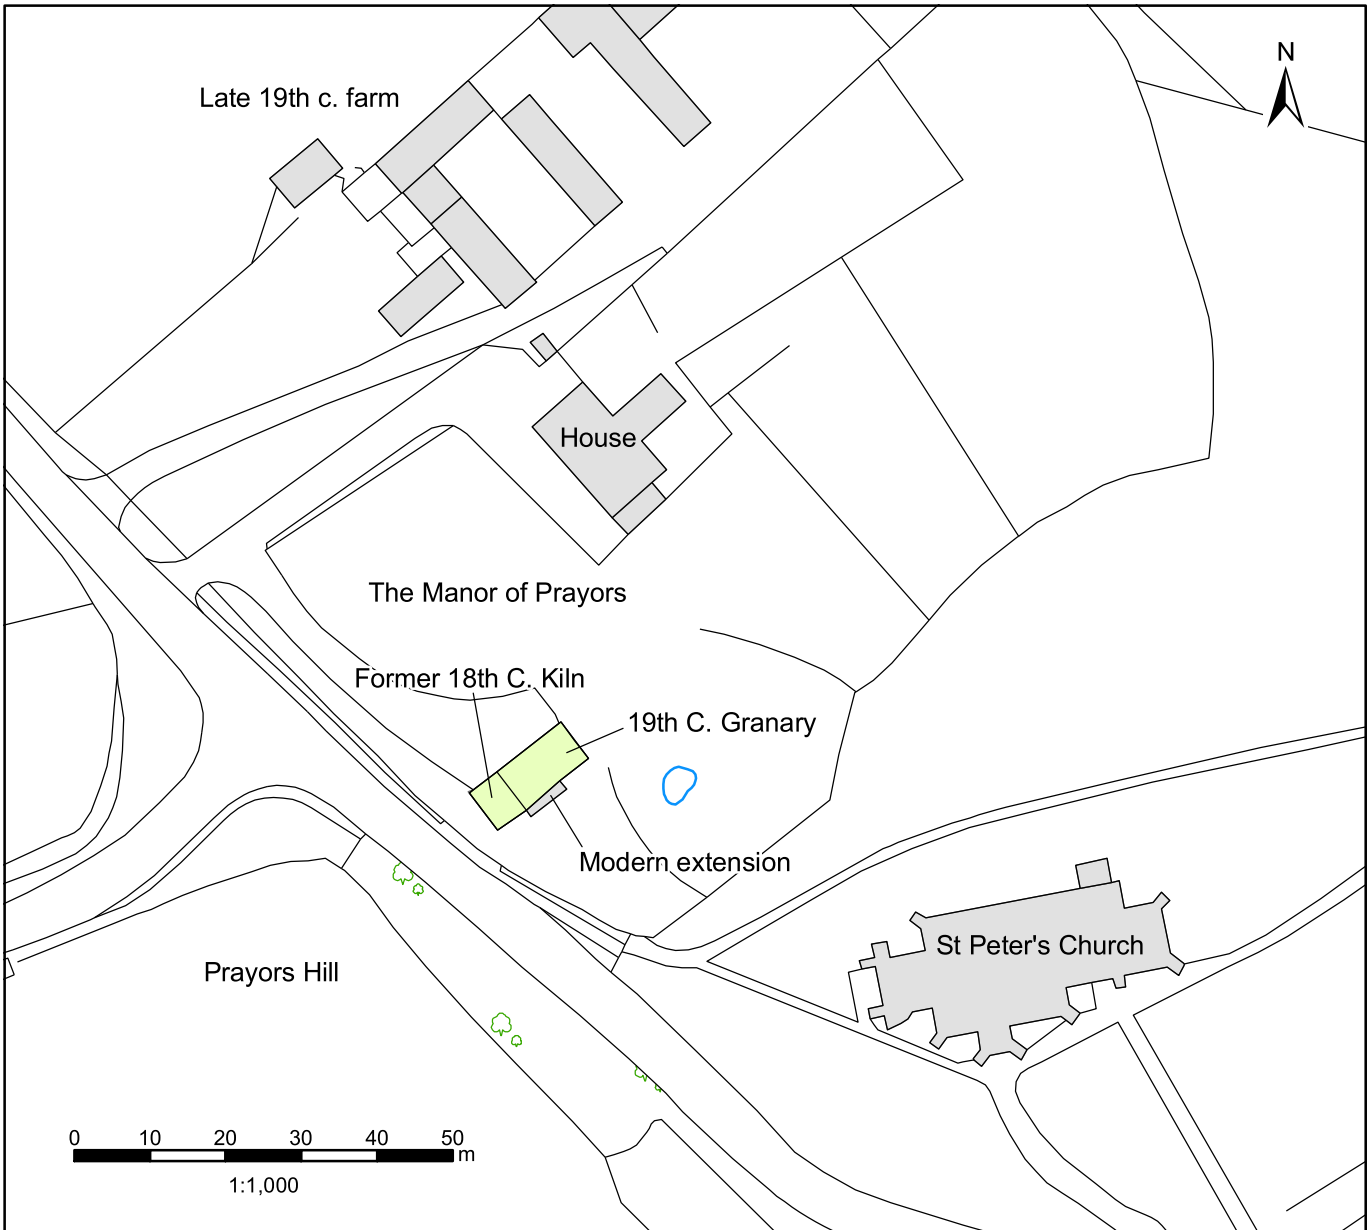 N
Late 19th c. farm
House
The Manor of Prayors
Former 18th C. Kiln
19th C. Granary
Modern extension
St Peter's Church
Prayors Hill
0 10 20 30 40 50
m
1:1,000